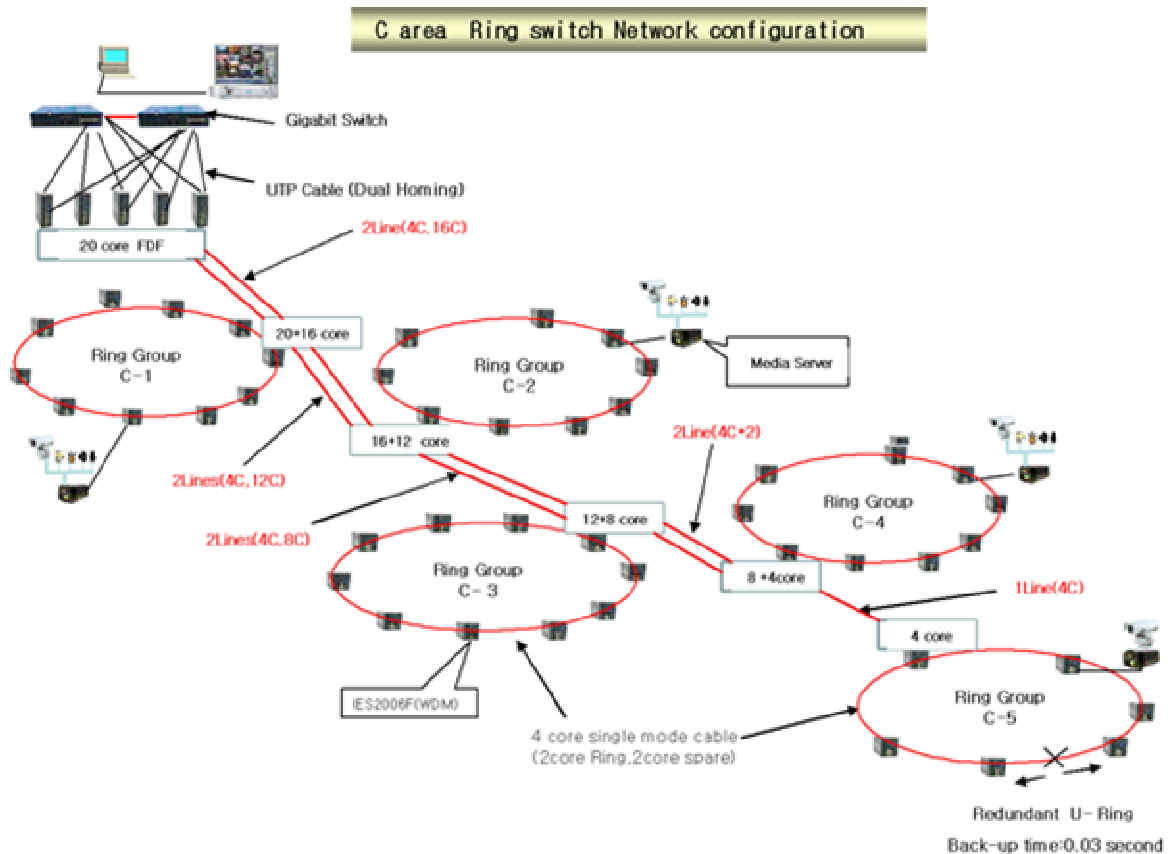 C area Ring switch Network configuration
Gigabit Switch
UTP Cable (Dual Homing)
20 core FDF
2Line(4C,16C)
20+16 core
Ring Group
C-1
Ring Group
C-2
Media Server
16+12 core
2Lines(4C,12C)
2Line(4C*2)
2Lines(4C,8C)
12+8 core
Ring Group
C-4
Ring Group
C- 3
8 +4core
1Line(4C)
4 core
IES2006F(WDM)
Ring Group
C-5
4 core single mode cable
(2core Ring,2core spare)
Redundant U- Ring
Back-up time:0.03 second